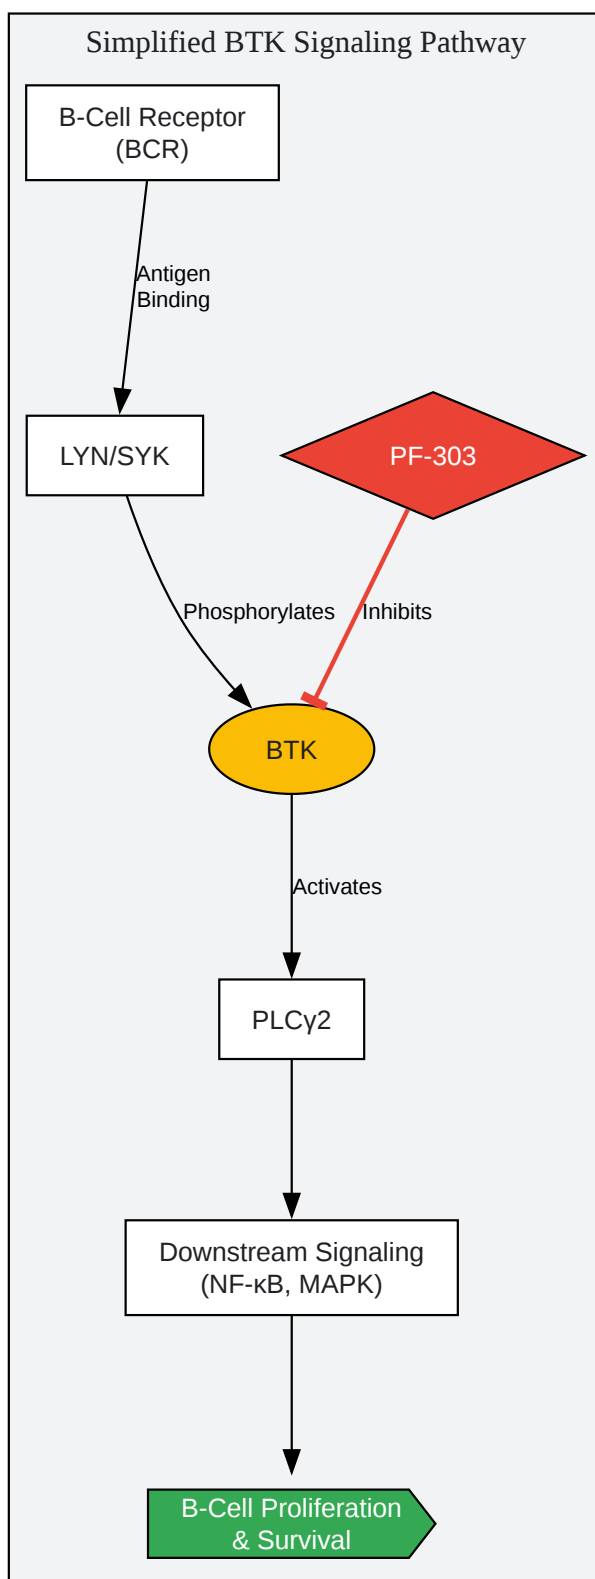 Simplified BTK Signaling Pathway
B-Cell Receptor
(BCR)
Antigen
Binding
LYN/SYK
PF-303
Phosphorylates
Inhibits
BTK
Activates
PLCγ2
Downstream Signaling
(NF-κB, MAPK)
B-Cell Proliferation
& Survival